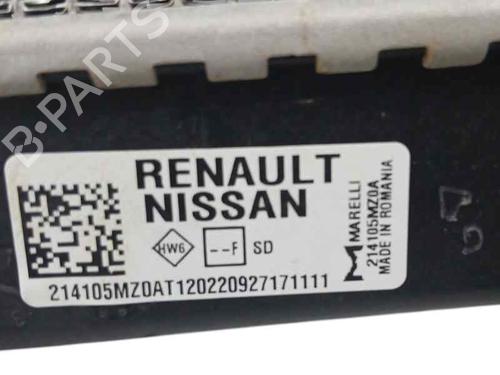 B-PARTS
RENAULT
NISSAN
HW6
--F SD
214105MZ0AT120220927171111
MARELLI
214105MZ0A
MADE IN ROMANIA